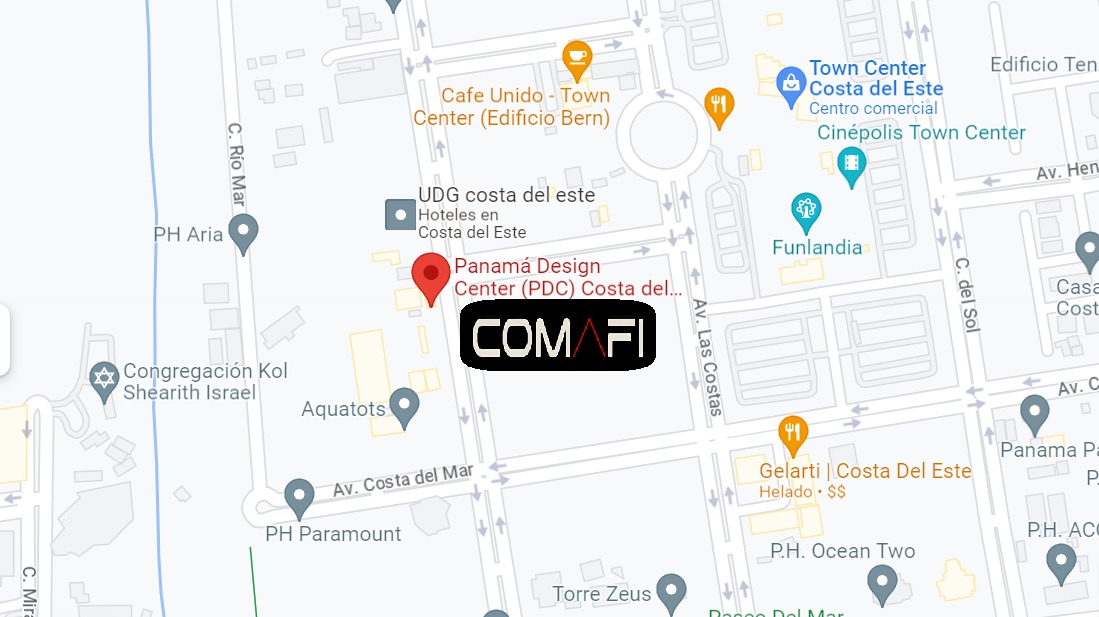 Town Center
Costa del Este
Centro comercial
Edificio Ten
Cafe Unido - Town
Center (Edificio Bern)
Cinépolis Town Center
C. Río Mar
Av. Hen
UDG costa del este
Hoteles en
Costa del Este
PH Aria
Funlandia
Panamá Design
Center (PDC) Costa del...
C. del Sol
Casa
Cost
COMAFI
Av. Las Costas
Congregación Kol
Shearith Israel
Aquatots
Av. C
Av. Costa del Mar
Gelarti | Costa Del Este
Helado • $$
Panama Pa
P.
PH Paramount
P.H. ACQ
P.H. Ocean Two
C. Mira
Torre Zeus
Paseo Del Mar